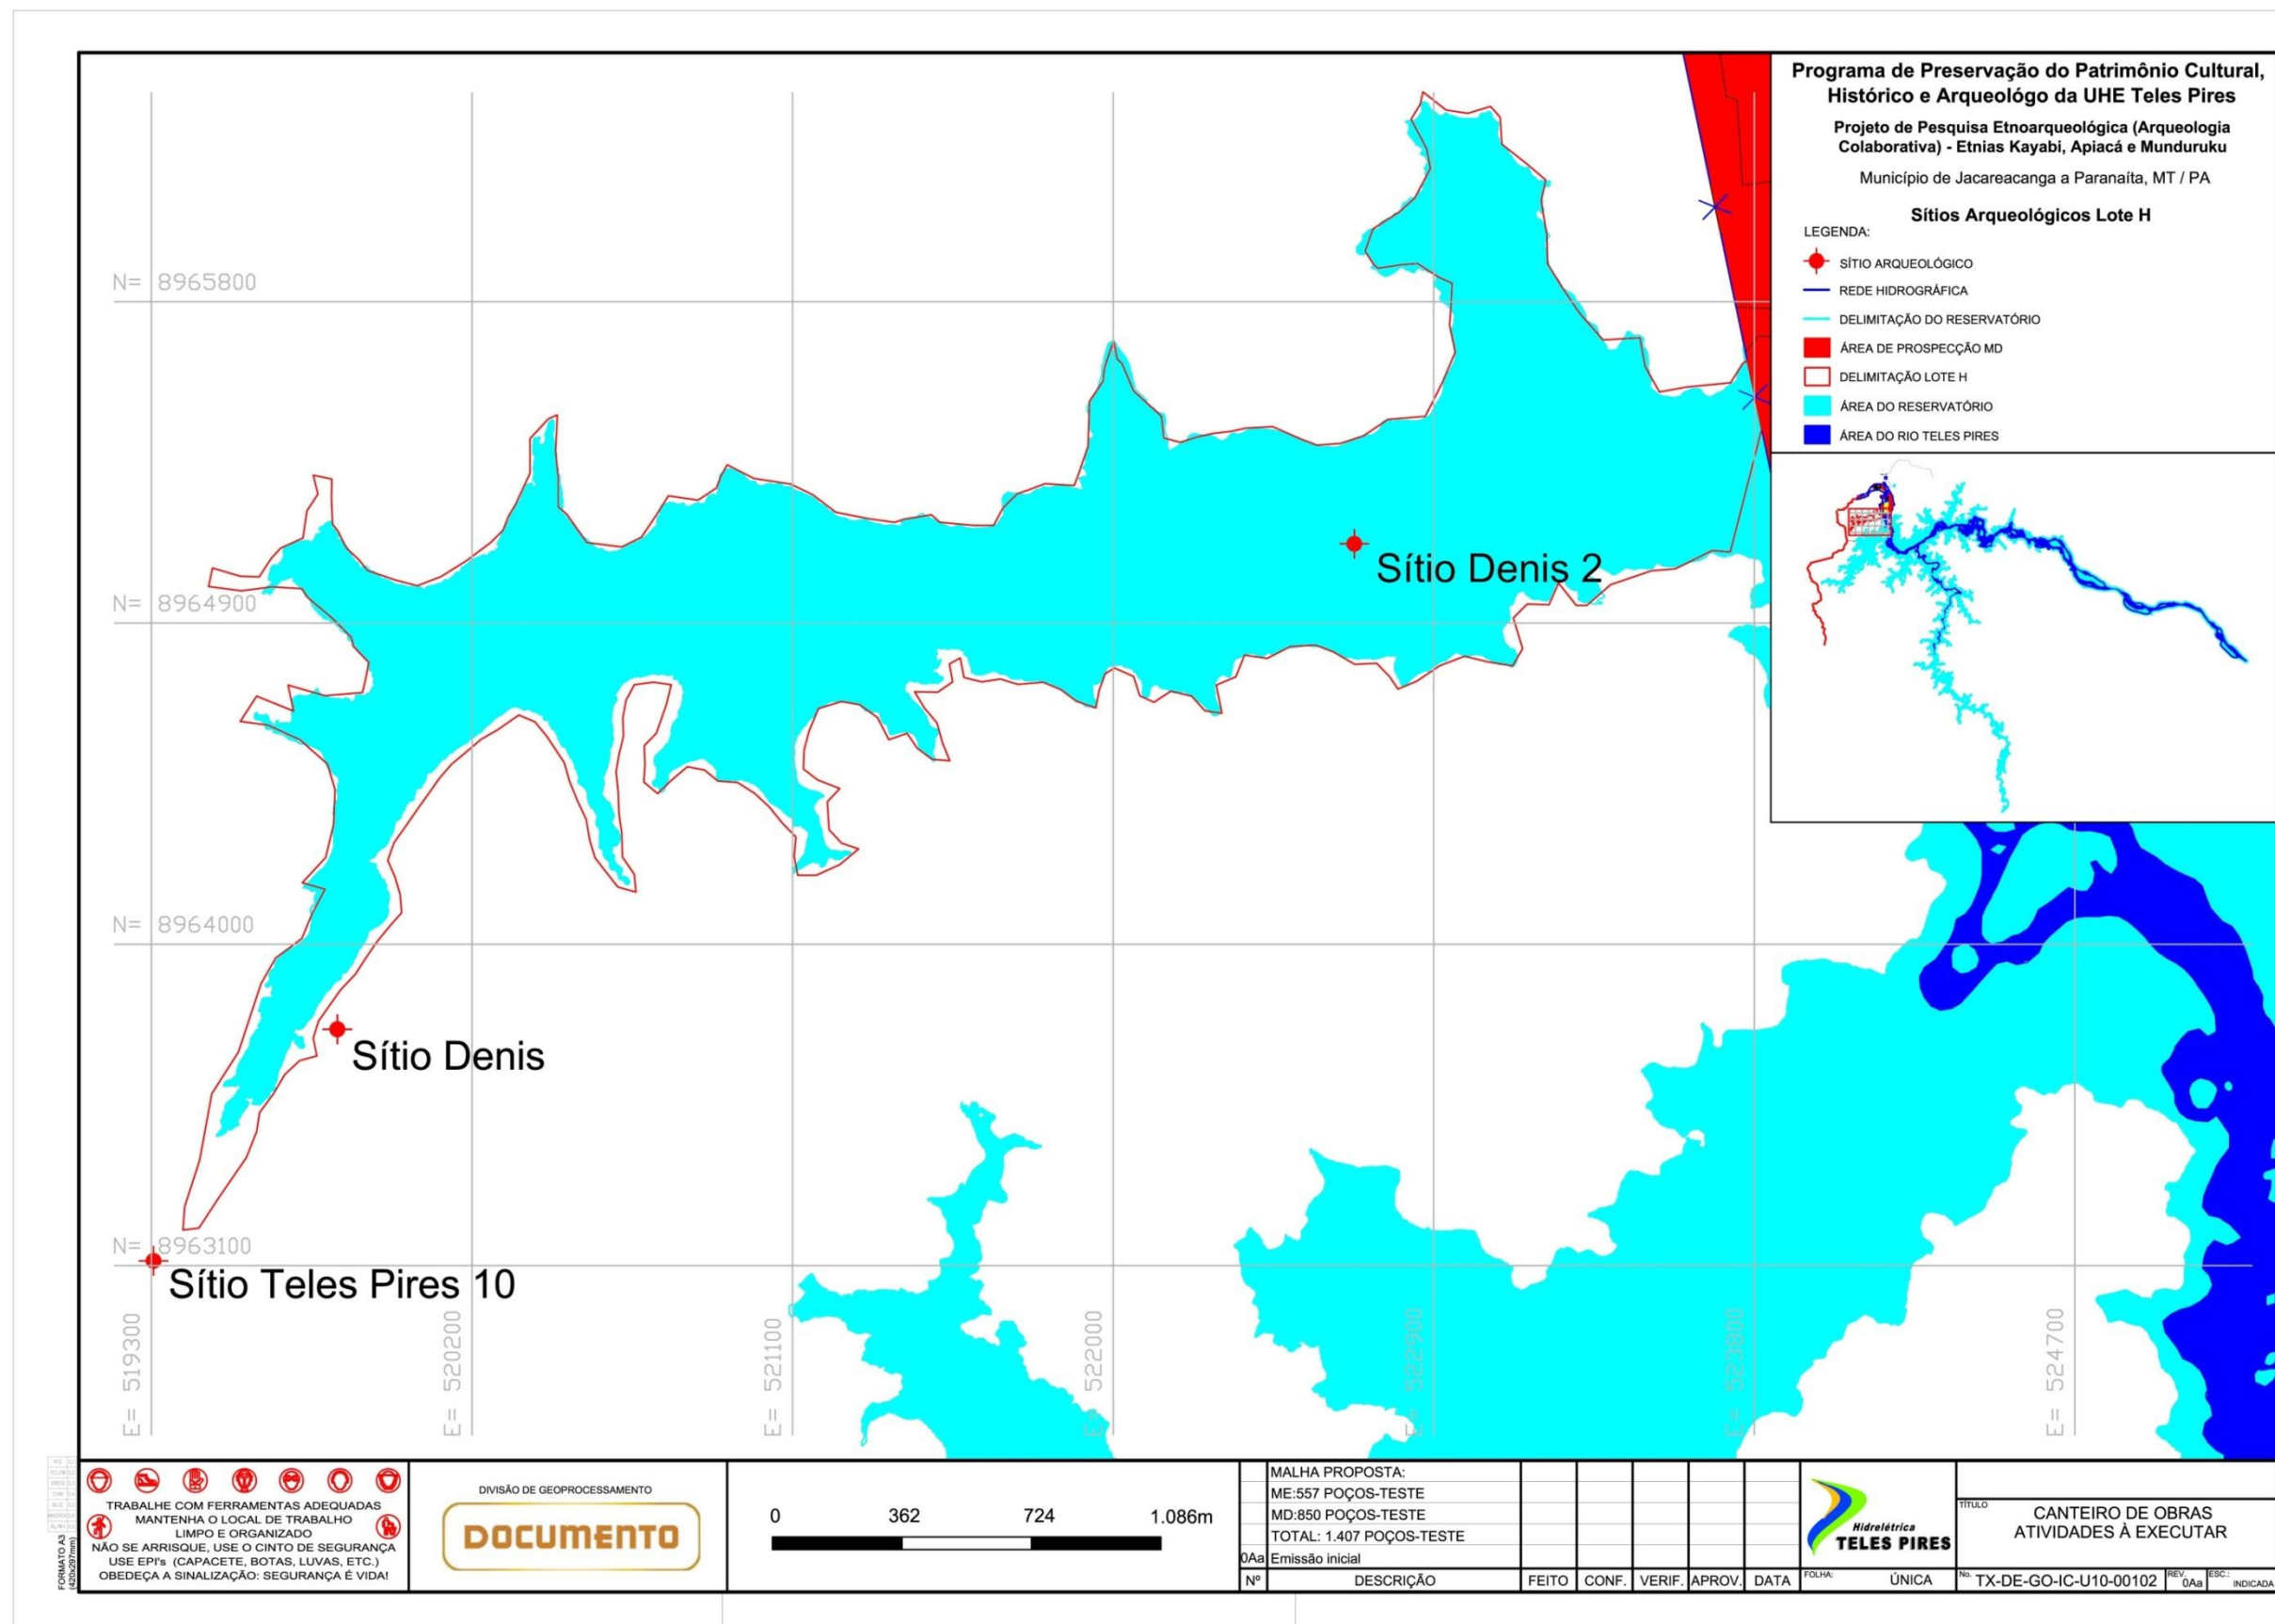 Programa de Preservação do Patrimônio Cultural,
Histórico e Arqueológo da UHE Teles Pires
Projeto de Pesquisa Etnoarqueológica (Arqueologia
Colaborativa) - Etnias Kayabi, Apiacá e Munduruku
Município de Jacareacanga a Paranaíta, MT / PA
Sítios Arqueológicos Lote H
LEGENDA:
SÍTIO ARQUEOLÓGICO
REDE HIDROGRÁFICA
DELIMITAÇÃO DO RESERVATÓRIO
ÁREA DE PROSPECÇÃO MD
DELIMITAÇÃO LOTE H
ÁREA DO RESERVATÓRIO
ÁREA DO RIO TELES PIRES
N= 8965800
N= 8964900
N= 8964000
N= 8963100
Sítio Denis 2
Sítio Denis
Sítio Teles Pires 10
E= 519300
E= 520200
E= 521100
E= 522000
E= 522900
E= 523800
E= 524700
TRABALHE COM FERRAMENTAS ADEQUADAS
MANTENHA O LOCAL DE TRABALHO
LIMPO E ORGANIZADO
NÃO SE ARRISQUE, USE O CINTO DE SEGURANÇA
USE EPI's (CAPACETE, BOTAS, LUVAS, ETC.)
OBEDEÇA A SINALIZAÇÃO: SEGURANÇA É VIDA!
FORMATO A3
(420x297mm)
DIVISÃO DE GEOPROCESSAMENTO
DOCUMENTO
0 362 724 1.086m
MALHA PROPOSTA:
ME:557 POÇOS-TESTE
MD:850 POÇOS-TESTE
TOTAL: 1.407 POÇOS-TESTE
0Aa Emissão inicial
Nº DESCRIÇÃO FEITO CONF. VERIF. APROV. DATA
Hidrelétrica
TELES PIRES
FOLHA: ÚNICA
TÍTULO
CANTEIRO DE OBRAS
ATIVIDADES À EXECUTAR
No. TX-DE-GO-IC-U10-00102
REV. 0Aa
ESC.: INDICADA